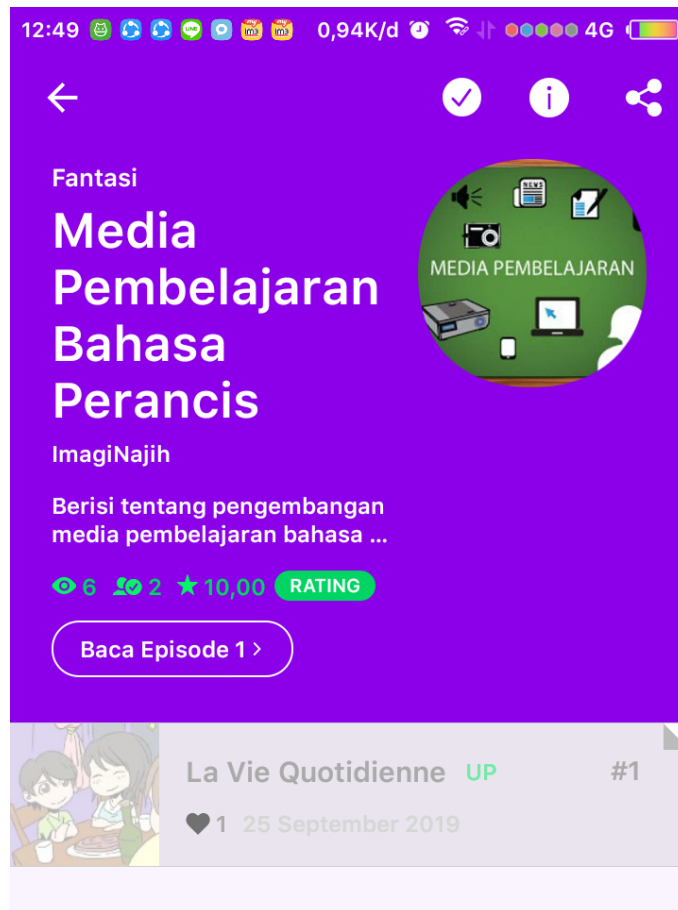 12:49 0,94K/d 4G
Fantasi
Media
Pembelajaran
Bahasa
Perancis
NEWS
MEDIA PEMBELAJARAN
ImagiNajih
Berisi tentang pengembangan
media pembelajaran bahasa ...
6 2 10,00 RATING
Baca Episode 1
La Vie Quotidienne UP #1
1 25 September 2019